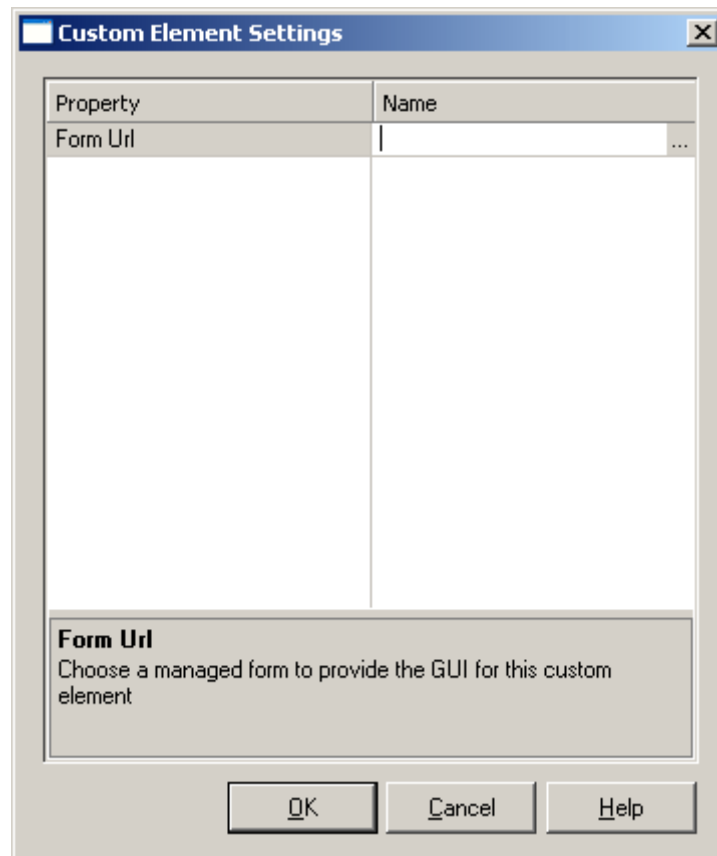 Custom Element Settings
Property Name
Form Url ...
Form Url
Choose a managed form to provide the GUI for this custom
element
OK Cancel Help